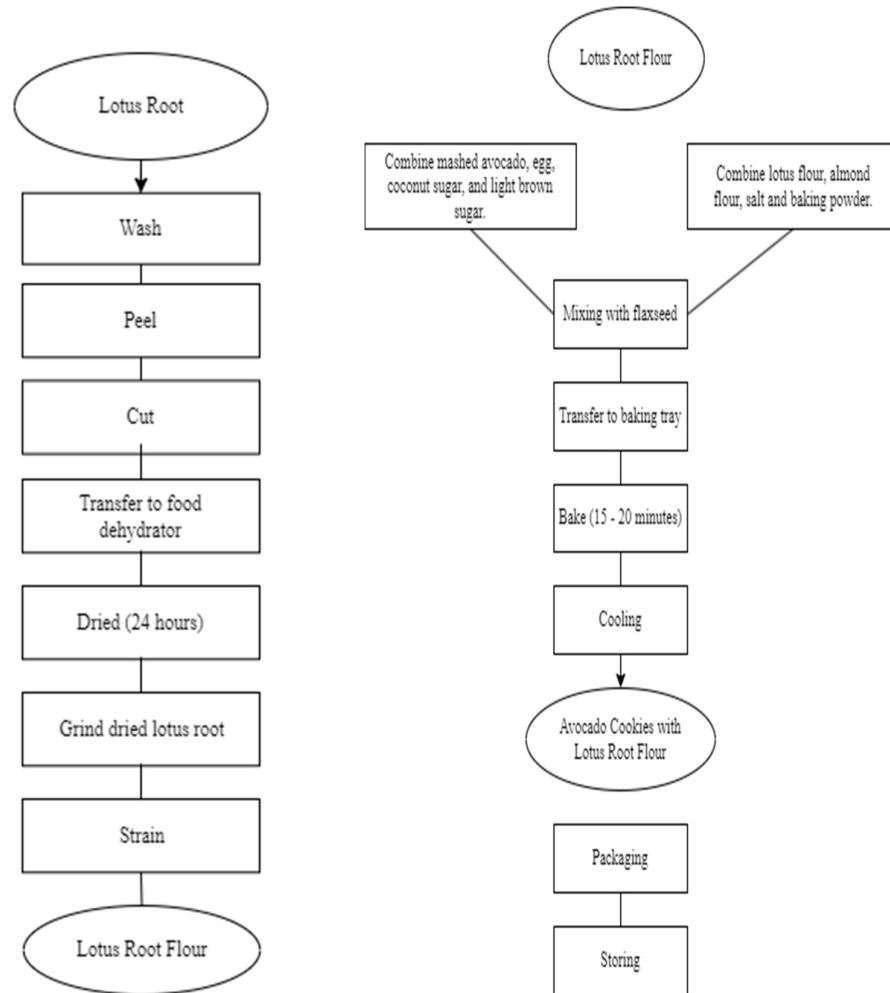 Lotus Root
Wash
Peel
Cut
Transfer to food
dehydrator
Dried (24 hours)
Grind dried lotus root
Strain
Lotus Root Flour
Lotus Root Flour
Combine mashed avocado, egg,
coconut sugar, and light brown
sugar.
Combine lotus flour, almond
flour, salt and baking powder.
Mixing with flaxseed
Transfer to baking tray
Bake (15 - 20 minutes)
Cooling
Avocado Cookies with
Lotus Root Flour
Packaging
Storing